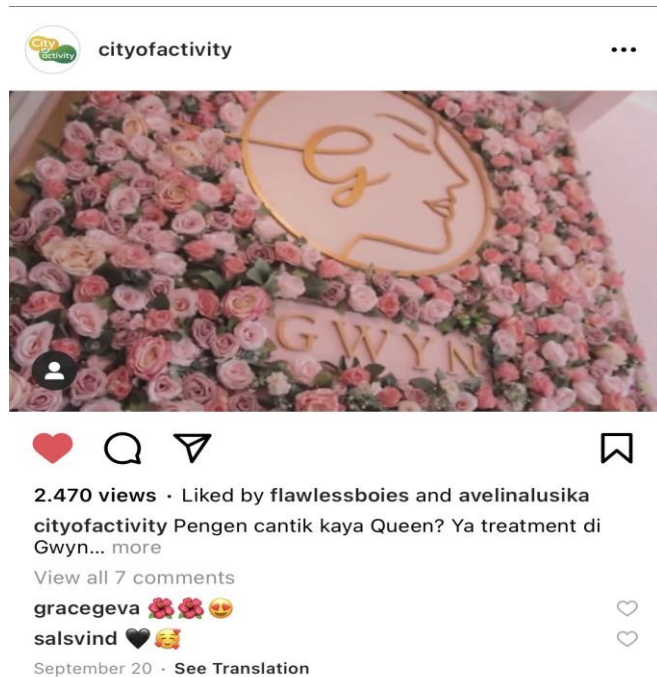 City
of
activity
cityofactivity
G
GWYN
2.470 views · Liked by flawlessboies and avelinalusika
cityofactivity Pengen cantik kaya Queen? Ya treatment di
Gwyn... more
View all 7 comments
gracegeva 🌺🌺😍
salsvind 🖤🥰
September 20 · See Translation